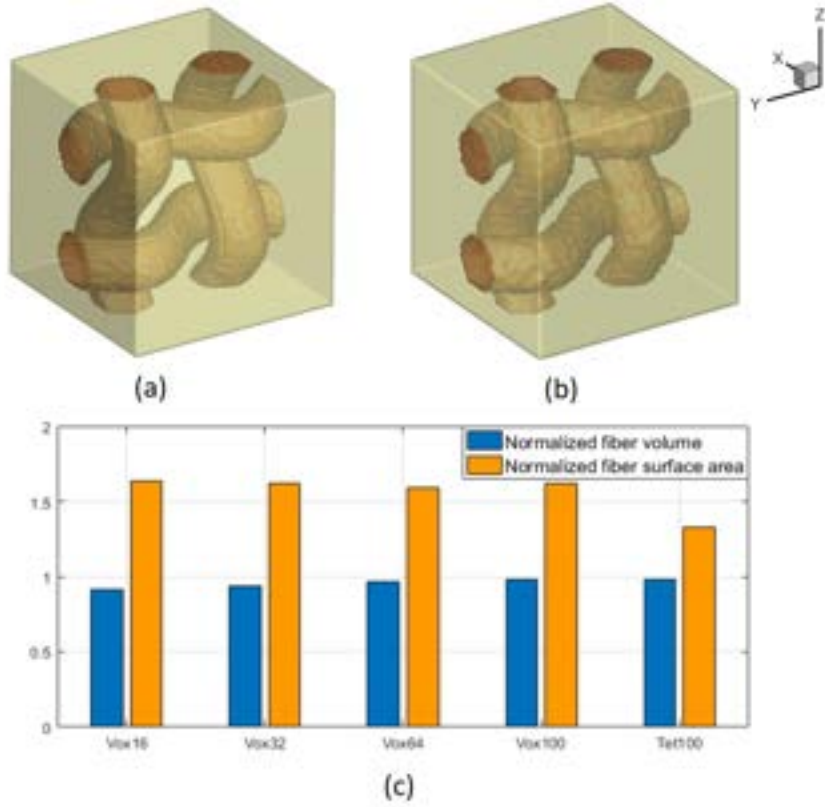 Z
X
Y
(a)
(b)
2
Normalized fiber volume
Normalized fiber surface area
1.5
1
0.5
0
Vox16 Vox32 Vox64 Vox100 Tet100
(c)